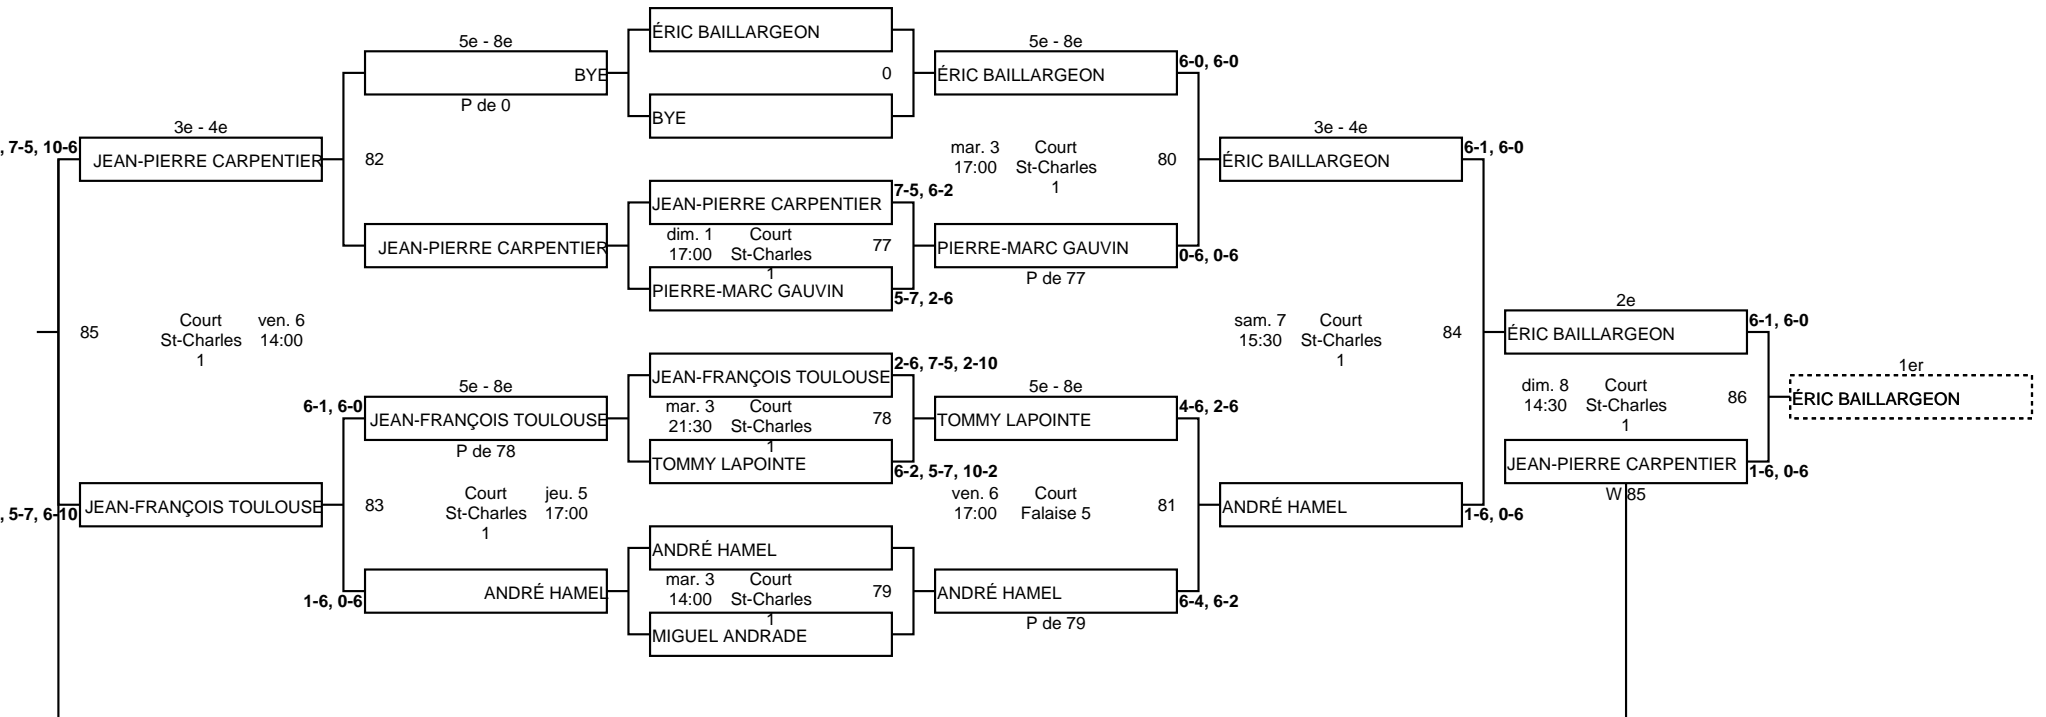 ÉRIC BAILLARGEON
5e - 8e
5e - 8e
6-0, 6-0
BYE
0
ÉRIC BAILLARGEON
P de 0
BYE
3e - 4e
3e - 4e
, 7-5, 10-6
JEAN-PIERRE CARPENTIER
82
mar. 3 Court
17:00 St-Charles
1
80
ÉRIC BAILLARGEON
6-1, 6-0
JEAN-PIERRE CARPENTIER
7-5, 6-2
JEAN-PIERRE CARPENTIER
dim. 1 Court
17:00 St-Charles
1
77
PIERRE-MARC GAUVIN
0-6, 0-6
P de 77
PIERRE-MARC GAUVIN
5-7, 2-6
85
Court ven. 6
St-Charles 14:00
1
sam. 7 Court
15:30 St-Charles
1
84
2e
ÉRIC BAILLARGEON
6-1, 6-0
JEAN-FRANÇOIS TOULOUSE
2-6, 7-5, 2-10
5e - 8e
5e - 8e
1er
6-1, 6-0
JEAN-FRANÇOIS TOULOUSE
P de 78
mar. 3 Court
21:30 St-Charles
1
78
TOMMY LAPOINTE
4-6, 2-6
dim. 8 Court
14:30 St-Charles
1
86
ÉRIC BAILLARGEON
TOMMY LAPOINTE
6-2, 5-7, 10-2
JEAN-PIERRE CARPENTIER
1-6, 0-6
W 85
, 5-7, 6-10
JEAN-FRANÇOIS TOULOUSE
83
Court jeu. 5
St-Charles 17:00
1
ven. 6 Court
17:00 Falaise 5
81
ANDRÉ HAMEL
1-6, 0-6
ANDRÉ HAMEL
1-6, 0-6
ANDRÉ HAMEL
mar. 3 Court
14:00 St-Charles
1
79
ANDRÉ HAMEL
6-4, 6-2
P de 79
MIGUEL ANDRADE